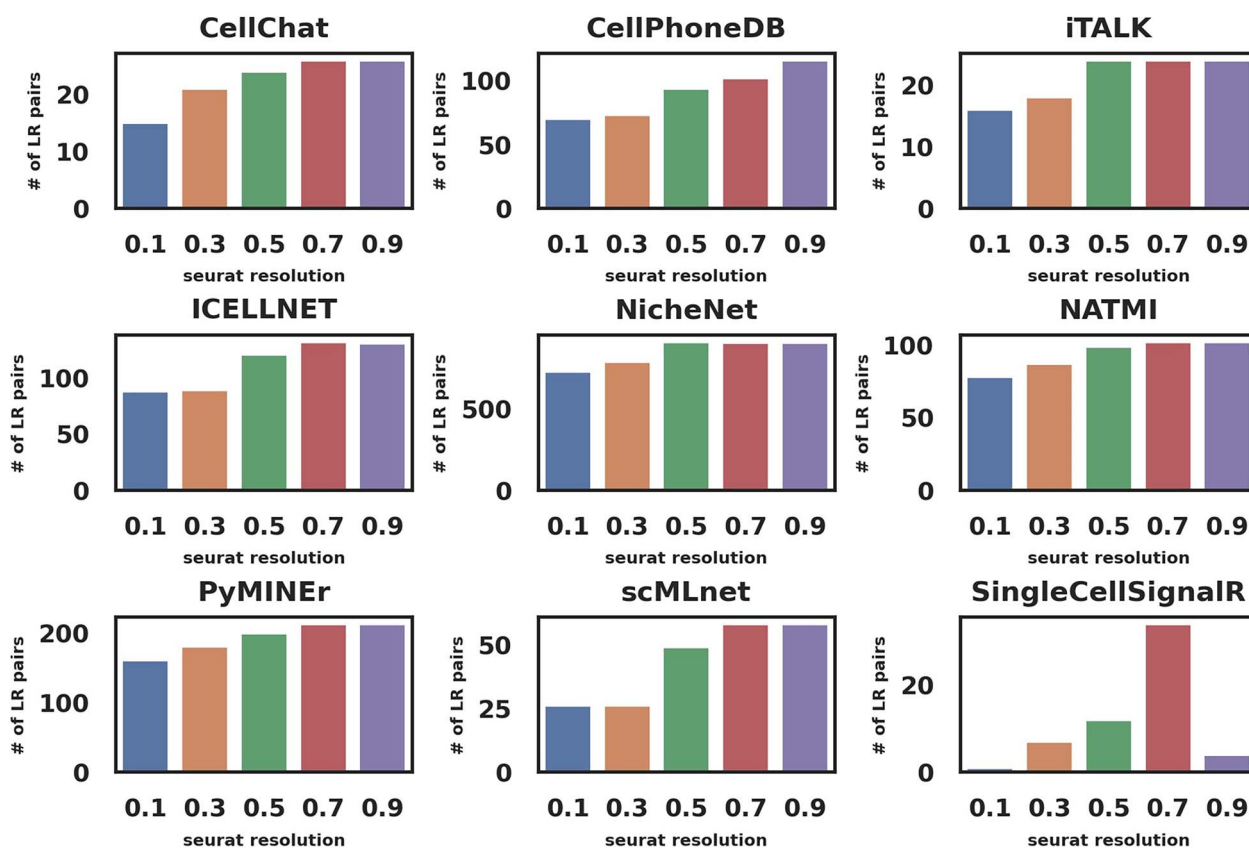 CellChat
CellPhoneDB
iTALK
# of LR pairs
20
10
0
# of LR pairs
100
50
0
# of LR pairs
20
10
0
0.1 0.3 0.5 0.7 0.9
0.1 0.3 0.5 0.7 0.9
0.1 0.3 0.5 0.7 0.9
seurat resolution
seurat resolution
seurat resolution
ICELLNET
NicheNet
NATMI
# of LR pairs
100
50
0
# of LR pairs
500
0
# of LR pairs
100
50
0
0.1 0.3 0.5 0.7 0.9
0.1 0.3 0.5 0.7 0.9
0.1 0.3 0.5 0.7 0.9
seurat resolution
seurat resolution
seurat resolution
PyMINEr
scMLnet
SingleCellSignalR
# of LR pairs
200
100
0
# of LR pairs
50
25
0
# of LR pairs
20
0
0.1 0.3 0.5 0.7 0.9
0.1 0.3 0.5 0.7 0.9
0.1 0.3 0.5 0.7 0.9
seurat resolution
seurat resolution
seurat resolution